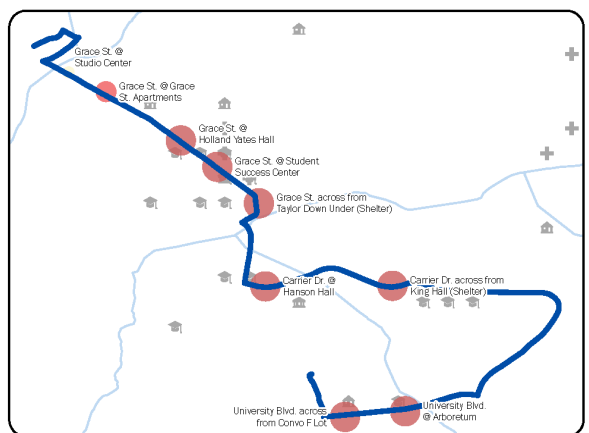 Grace St. @
Studio Center
Grace St. @ Grace
St. Apartments
Grace St. @
Holland Yates Hall
Grace St. @ Student
Success Center
Grace St. across from
Taylor Down Under (Shelter)
Carrier Dr. @
Hanson Hall
Carrier Dr. across from
King Hall (Shelter)
University Blvd. across
from Convo F Lot
University Blvd.
@ Arboretum